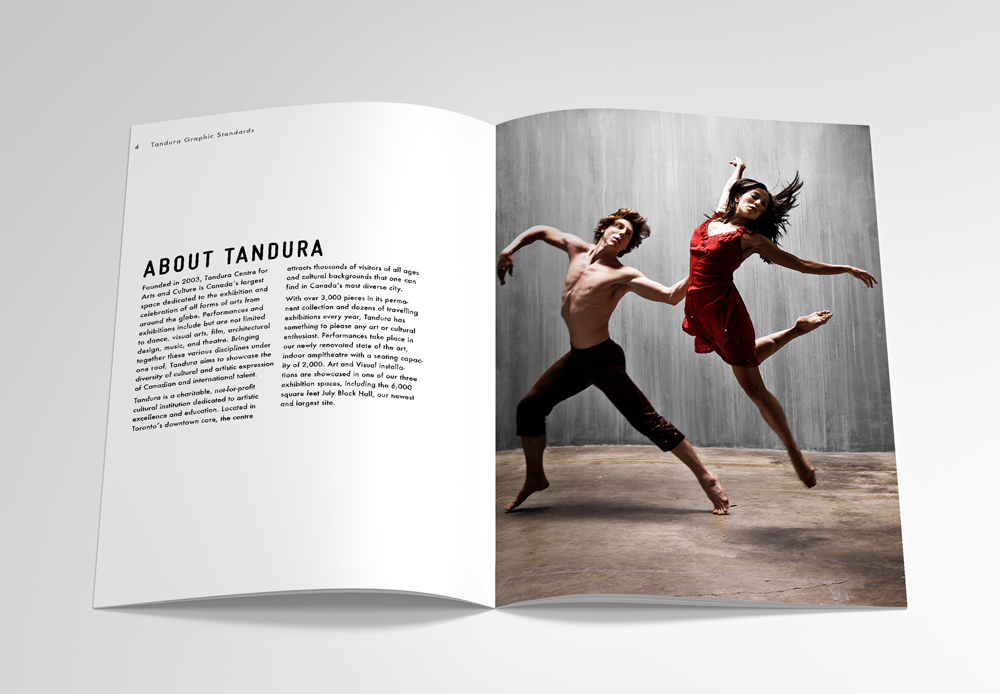 4 Tandura Graphic Standards
ABOUT TANDURA
Founded in 2003, Tandura Centre for
Arts and Culture is Canada's largest
space dedicated to the exhibition and
celebration of all forms of arts from
around the globe. Performances and
exhibitions include but are not limited
to dance, visual arts, film, architectural
design, music, and theatre. Bringing
together these various disciplines under
one roof, Tandura aims to showcase the
diversity of cultural and artistic expression
of Canadian and international talent.
Tandura is a charitable, not-for-profit
cultural institution dedicated to artistic
excellence and education. Located in
Toronto's downtown core, the centre
attracts thousands of visitors of all ages
and cultural backgrounds that one can
find in Canada's most diverse city.
With over 3,000 pieces in its perma-
nent collection and dozens of travelling
exhibitions every year, Tandura has
something to please any art or cultural
enthusiast. Performances take place in
our newly renovated state of the art,
indoor ampitheatre with a seating capac-
ity of 2,000. Art and Visual installa-
tions are showcased in one of our three
exhibition spaces, including the 6,000
square feet July Black Hall, our newest
and largest site.